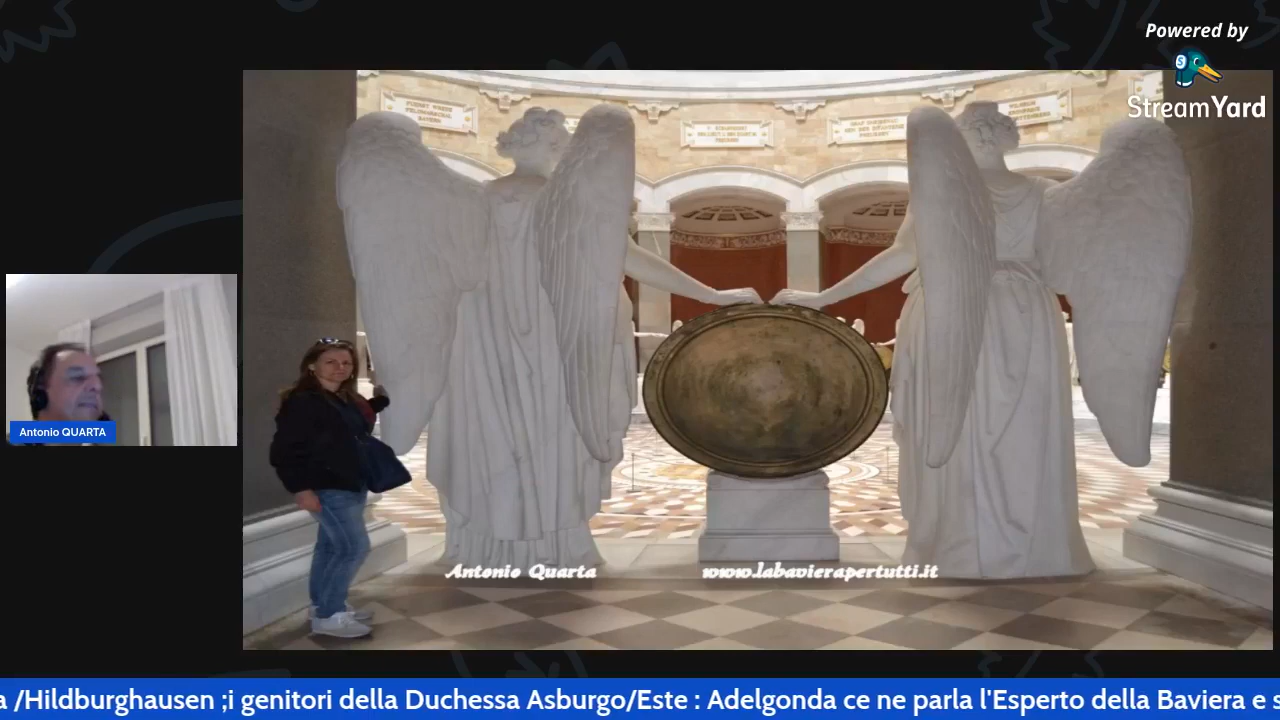 Powered by
StreamYard
Antonio QUARTA
Antonio Quarta
www.labavierapertutti.it
a /Hildburghausen ;i genitori della Duchessa Asburgo/Este : Adelgonda ce ne parla l'Esperto della Baviera e s